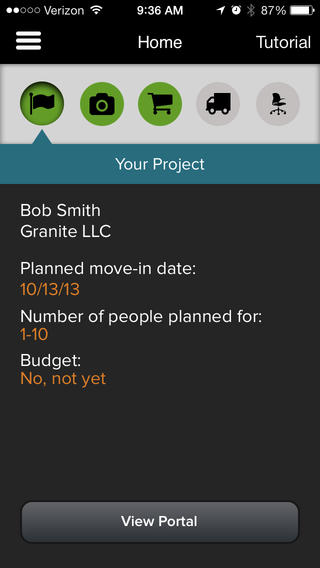 Verizon 9:36 AM 87%
Home Tutorial
Your Project
Bob Smith
Granite LLC
Planned move-in date:
10/13/13
Number of people planned for:
1-10
Budget:
No, not yet
View Portal